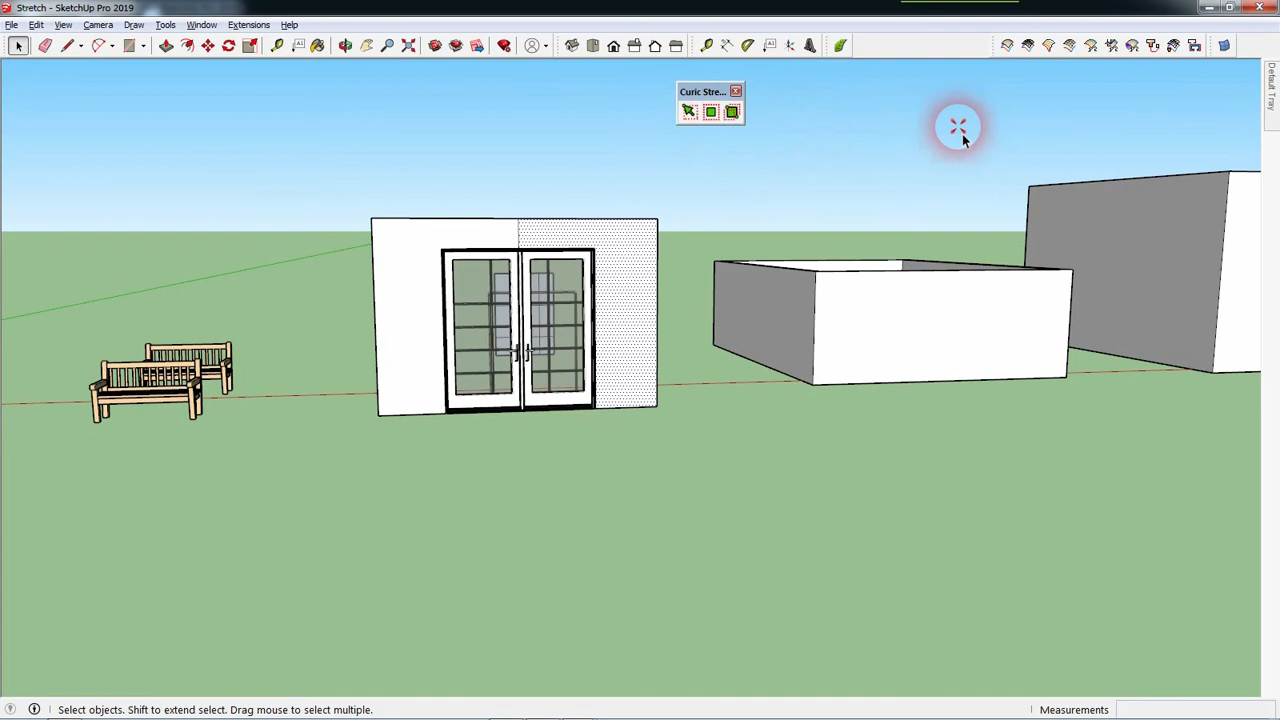 Stretch - SketchUp Pro 2019
File Edit View Camera Draw Tools Window Extensions Help
Curic Stre...
Default Tray
Select objects. Shift to extend select. Drag mouse to select multiple.
Measurements